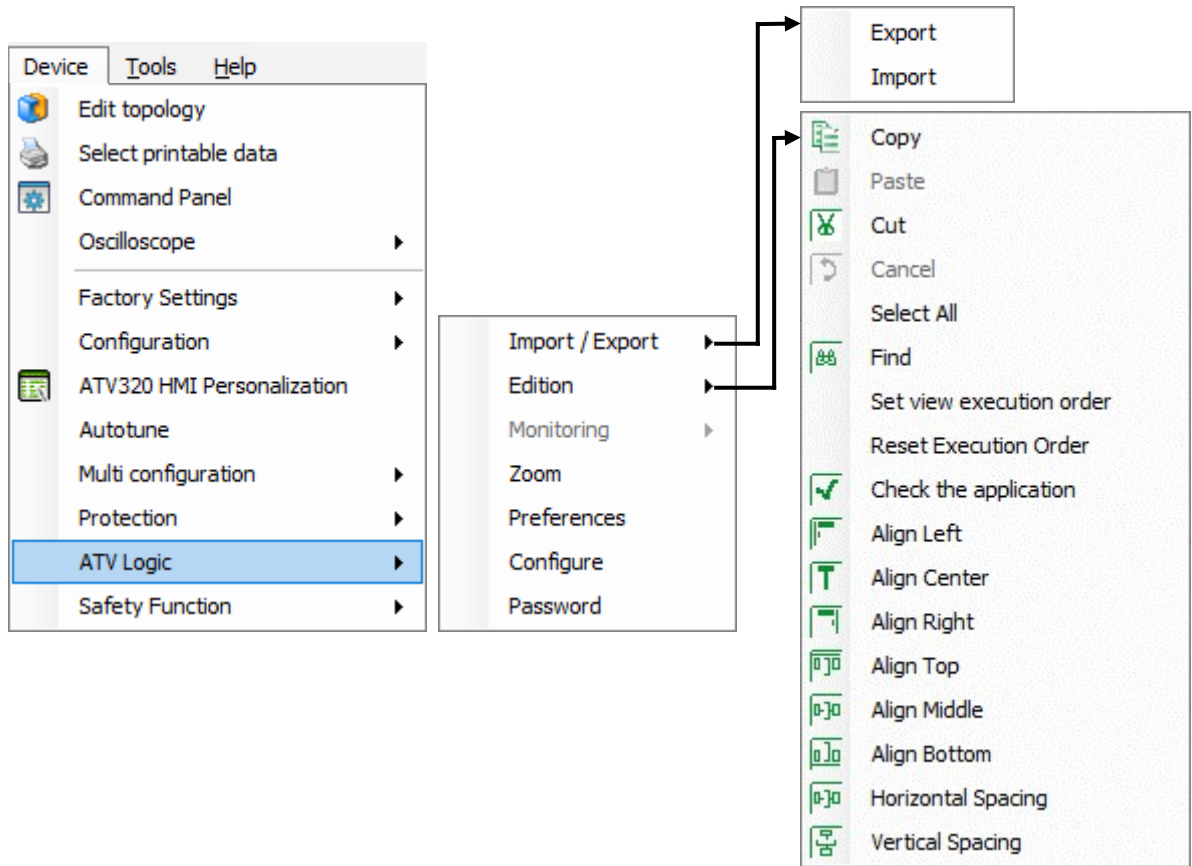 Device Tools Help
Edit topology
Select printable data
Command Panel
Oscilloscope
Factory Settings
Configuration
ATV320 HMI Personalization
Autotune
Multi configuration
Protection
ATV Logic
Safety Function
Import / Export
Edition
Monitoring
Zoom
Preferences
Configure
Password
Export
Import
Copy
Paste
Cut
Cancel
Select All
Find
Set view execution order
Reset Execution Order
Check the application
Align Left
Align Center
Align Right
Align Top
Align Middle
Align Bottom
Horizontal Spacing
Vertical Spacing